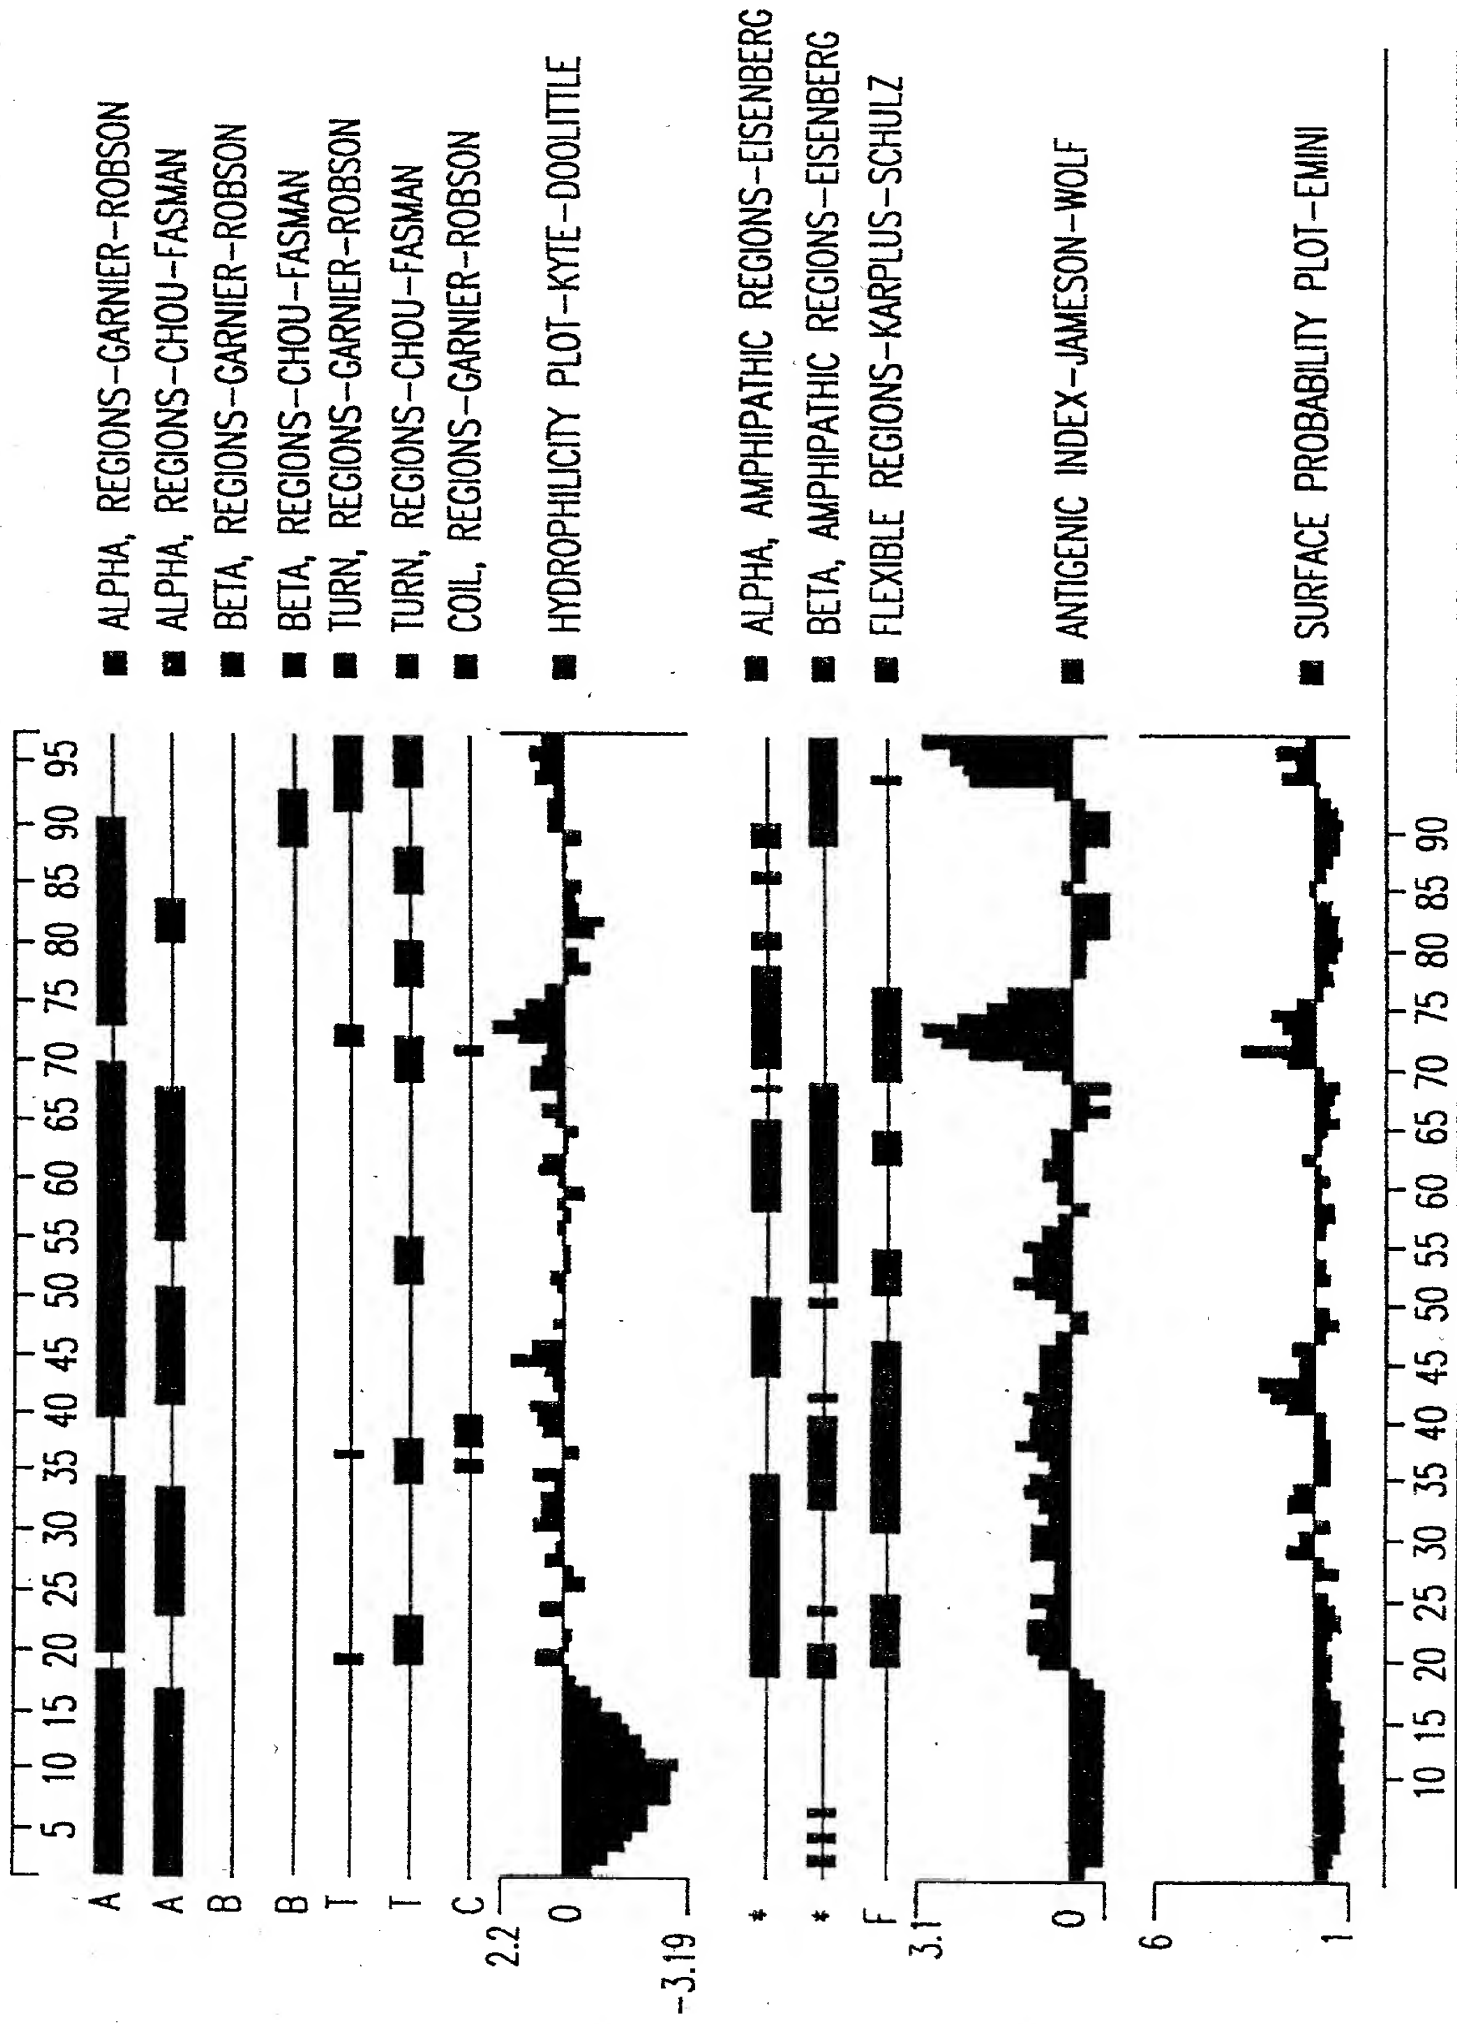 5 10 15 20 25 30 35 40 45 50 55 60 65 70 75 80 85 90 95
A ALPHA, REGIONS-GARNIER-ROBSON
A ALPHA, REGIONS-CHOU-FASMAN
B BETA, REGIONS-GARNIER-ROBSON
B BETA, REGIONS-CHOU-FASMAN
T TURN, REGIONS-GARNIER-ROBSON
T TURN, REGIONS-CHOU-FASMAN
C COIL, REGIONS-GARNIER-ROBSON
2.2
0 HYDROPHILICITY PLOT-KYTE-DOOLITTLE
-3.19
* ALPHA, AMPHIPATHIC REGIONS-EISENBERG
* BETA, AMPHIPATHIC REGIONS-EISENBERG
F FLEXIBLE REGIONS-KARPLUS-SCHULZ
3.1
0 ANTIGENIC INDEX-JAMESON-WOLF
6
SURFACE PROBABILITY PLOT-EMINI
1
10 15 20 25 30 35 40 45 50 55 60 65 70 75 80 85 90